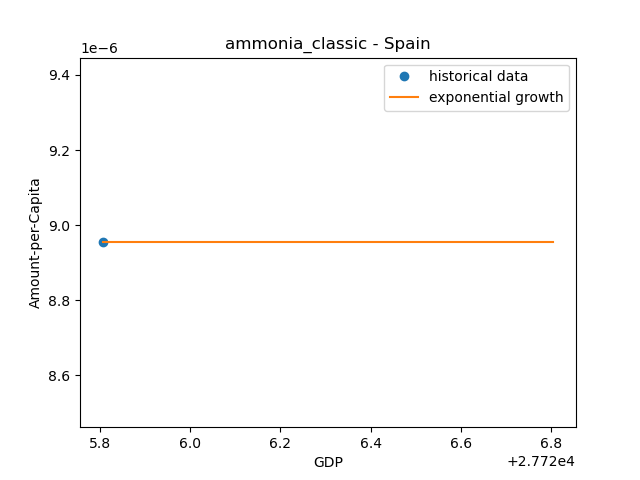 ammonia_classic - Spain
1e−6
historical data
exponential growth
9.4
9.2
9.0
8.8
8.6
Amount-per-Capita
5.8 6.0 6.2 6.4 6.6 6.8
GDP
+2.772e4